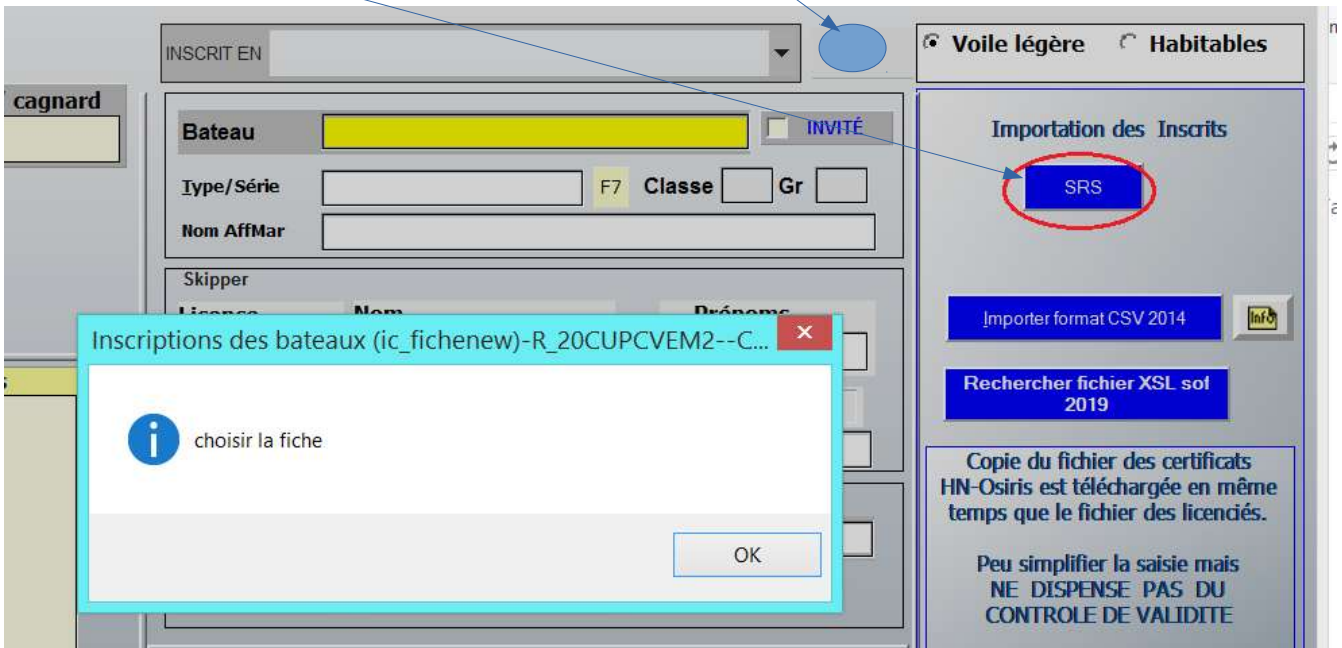 INSCRIT EN
Voile légère
Habitables
cagnard
Bateau
INVITÉ
Type/Série
F7
Classe
Gr
Nom AffMar
Skipper
Licence
Nom
Prénoms
Importation des Inscrits
SRS
Importer format CSV 2014
Info
Rechercher fichier XSL sof
2019
Copie du fichier des certificats
HN-Osiris est téléchargée en même
temps que le fichier des licenciés.
Peu simplifier la saisie mais
NE DISPENSE PAS DU
CONTROLE DE VALIDITE
Inscriptions des bateaux (ic_fichenew)-R_20CUPCVEM2--C...
choisir la fiche
OK